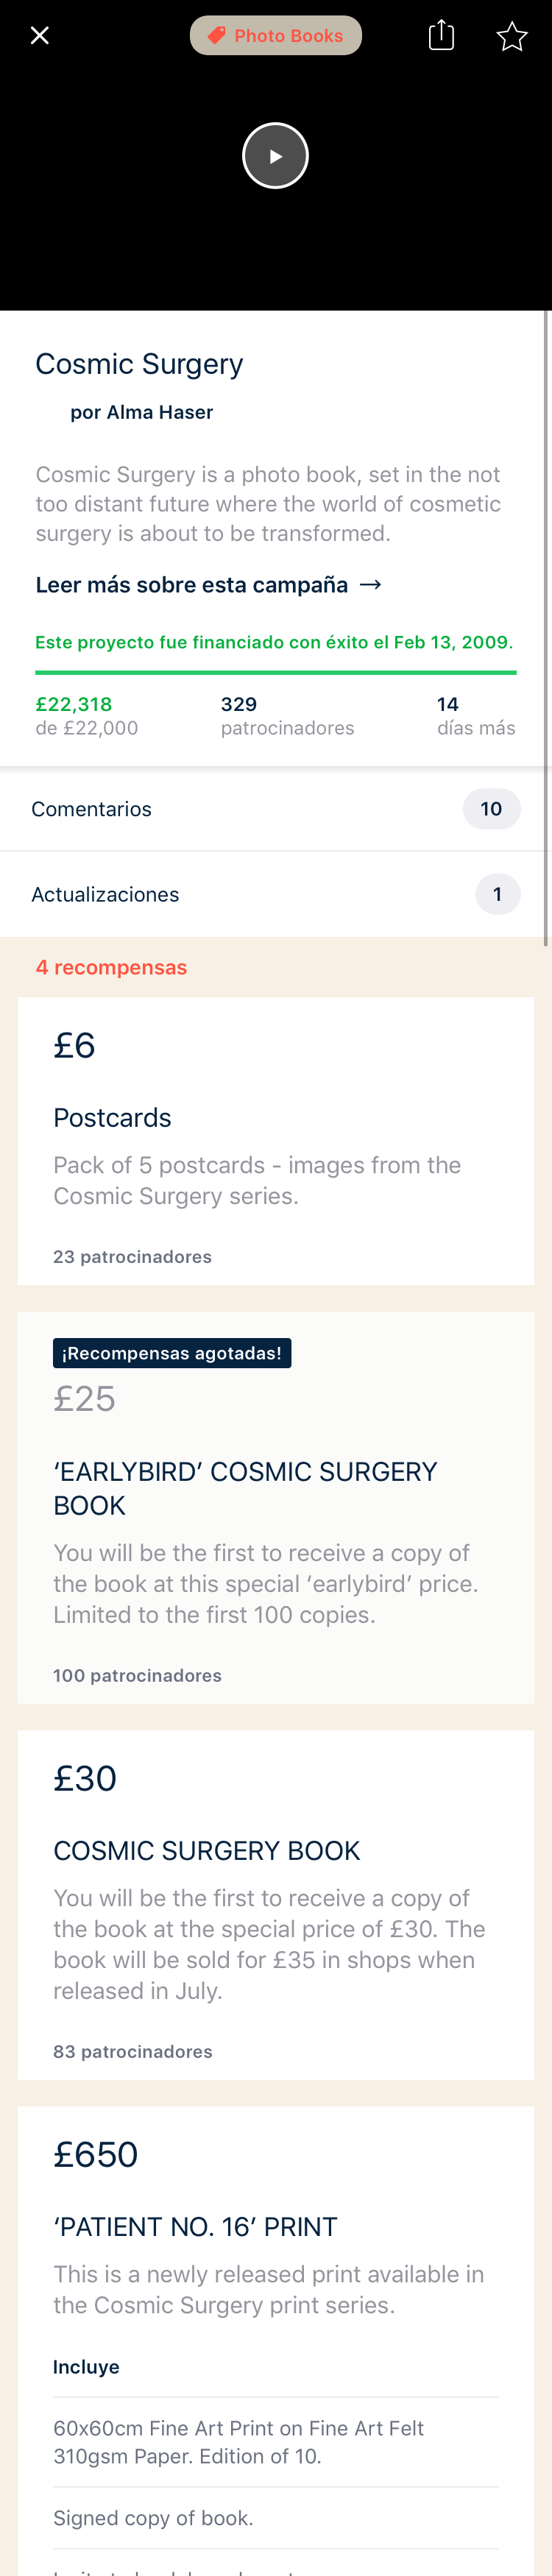 Photo Books
Cosmic Surgery
por Alma Haser
Cosmic Surgery is a photo book, set in the not
too distant future where the world of cosmetic
surgery is about to be transformed.
Leer más sobre esta campaña →
Este proyecto fue financiado con éxito el Feb 13, 2009.
£22,318 329 14
de £22,000 patrocinadores días más
Comentarios 10
Actualizaciones 1
4 recompensas
£6
Postcards
Pack of 5 postcards - images from the
Cosmic Surgery series.
23 patrocinadores
¡Recompensas agotadas!
£25
‘EARLYBIRD’ COSMIC SURGERY
BOOK
You will be the first to receive a copy of
the book at this special ‘earlybird’ price.
Limited to the first 100 copies.
100 patrocinadores
£30
COSMIC SURGERY BOOK
You will be the first to receive a copy of
the book at the special price of £30. The
book will be sold for £35 in shops when
released in July.
83 patrocinadores
£650
‘PATIENT NO. 16’ PRINT
This is a newly released print available in
the Cosmic Surgery print series.
Incluye
60x60cm Fine Art Print on Fine Art Felt
310gsm Paper. Edition of 10.
Signed copy of book.